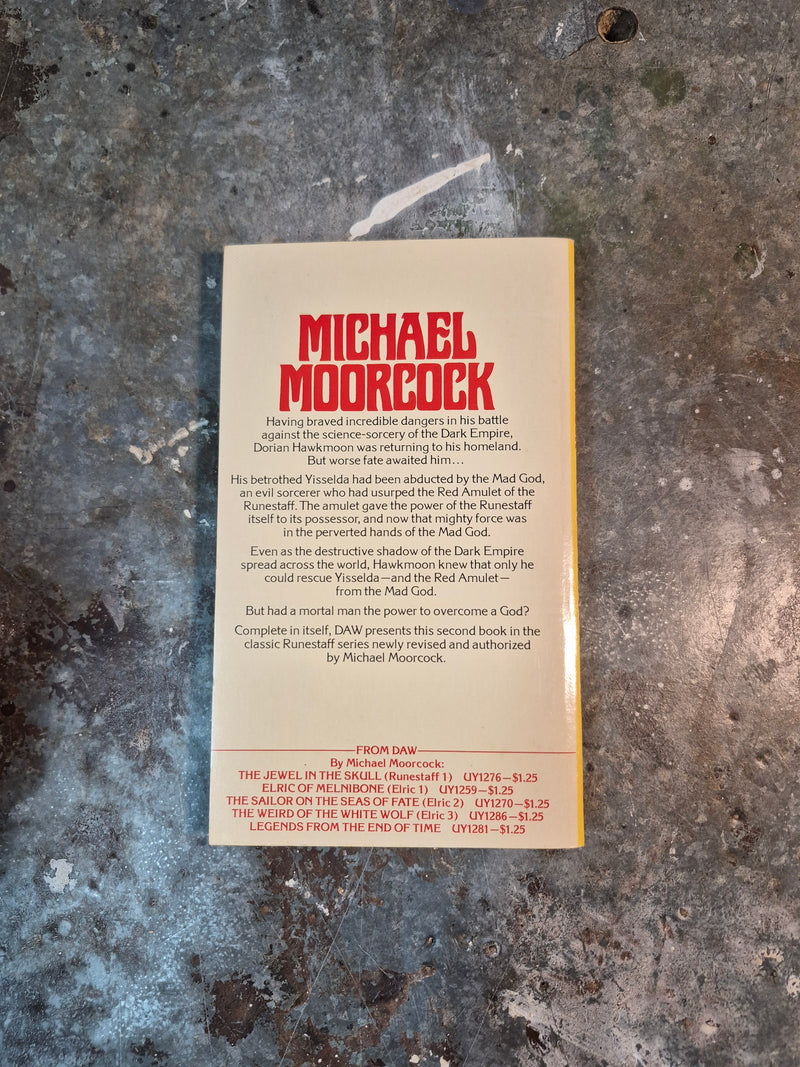 MICHAEL
MOORCOCK
Having braved incredible dangers in his battle
against the science-sorcery of the Dark Empire,
Dorian Hawkmoon was returning to his homeland.
But worse fate awaited him...
His betrothed Yisselda had been abducted by the Mad God,
an evil sorcerer who had usurped the Red Amulet of the
Runestaff. The amulet gave the power of the Runestaff
itself to its possessor, and now that mighty force was
in the perverted hands of the Mad God.
Even as the destructive shadow of the Dark Empire
spread across the world, Hawkmoon knew that only he
could rescue Yisselda—and the Red Amulet—
from the Mad God.
But had a mortal man the power to overcome a God?
Complete in itself, DAW presents this second book in the
classic Runestaff series newly revised and authorized
by Michael Moorcock.
FROM DAW
By Michael Moorcock:
THE JEWEL IN THE SKULL (Runestaff 1) UY1276—$1.25
ELRIC OF MELNIBONE (Elric 1) UY1259—$1.25
THE SAILOR ON THE SEAS OF FATE (Elric 2) UY1270—$1.25
THE WEIRD OF THE WHITE WOLF (Elric 3) UY1286—$1.25
LEGENDS FROM THE END OF TIME UY1281—$1.25